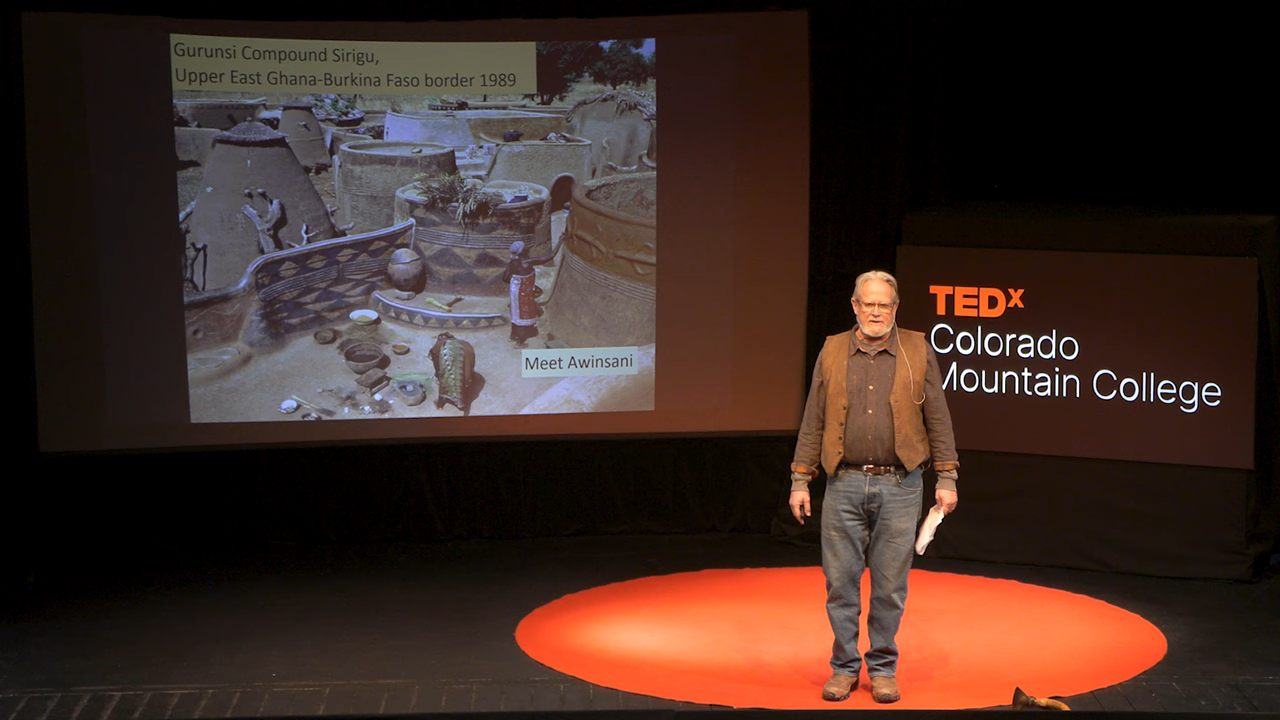 Gurunsi Compound Sirigu,
Upper East Ghana-Burkina Faso border 1989
Meet Awinsani
TEDx
Colorado
Mountain College